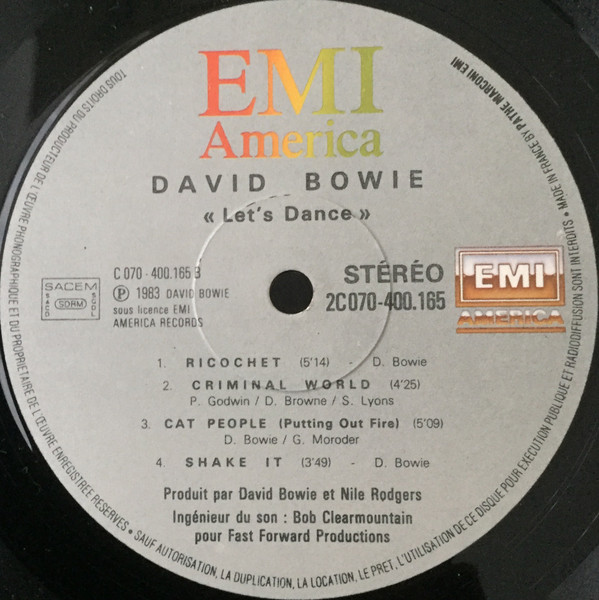 EMI
America
DAVID BOWIE
« Let's Dance »
SACEM
SACD SDRM SGDL
C 070 - 400.165 B
Ⓟ 1983 DAVID BOWIE
sous licence EMI
AMERICA RECORDS
STÉRÉO
2C070-400.165
EMI
AMERICA
1. RICOCHET (5'14) - D. Bowie
2. CRIMINAL WORLD (4'25)
P. Godwin / D. Browne / S. Lyons
3. CAT PEOPLE (Putting Out Fire) (5'09)
D. Bowie / G. Moroder
4. SHAKE IT (3'49) - D. Bowie
Produit par David Bowie et Nile Rodgers
Ingénieur du son : Bob Clearmountain
pour Fast Forward Productions
TOUS DROITS DU PRODUCTEUR DE L'ŒUVRE PHONOGRAPHIQUE ET DU PROPRIETAIRE DE L'ŒUVRE ENREGISTREE RESERVES • SAUF AUTORISATION, LA DUPLICATION, LA LOCATION, LE PRET, L'UTILISATION DE CE DISQUE POUR EXECUTION PUBLIQUE ET RADIODIFFUSION SONT INTERDITS • MADE IN FRANCE BY PATHE MARCONI EMI